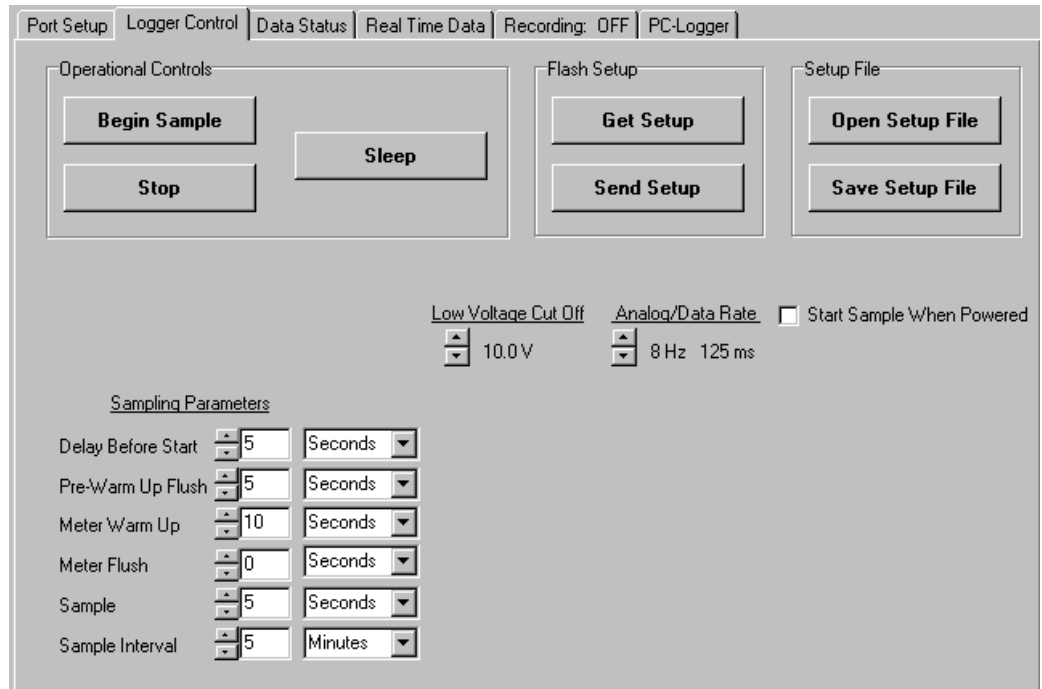 Port Setup Logger Control Data Status Real Time Data Recording: OFF PC-Logger
Operational Controls Flash Setup Setup File
Begin Sample Get Setup Open Setup File
Sleep
Stop Send Setup Save Setup File
Low Voltage Cut Off Analog/Data Rate Start Sample When Powered
10.0 V 8 Hz 125 ms
Sampling Parameters
Delay Before Start 5 Seconds
Pre-Warm Up Flush 5 Seconds
Meter Warm Up 10 Seconds
Meter Flush 0 Seconds
Sample 5 Seconds
Sample Interval 5 Minutes